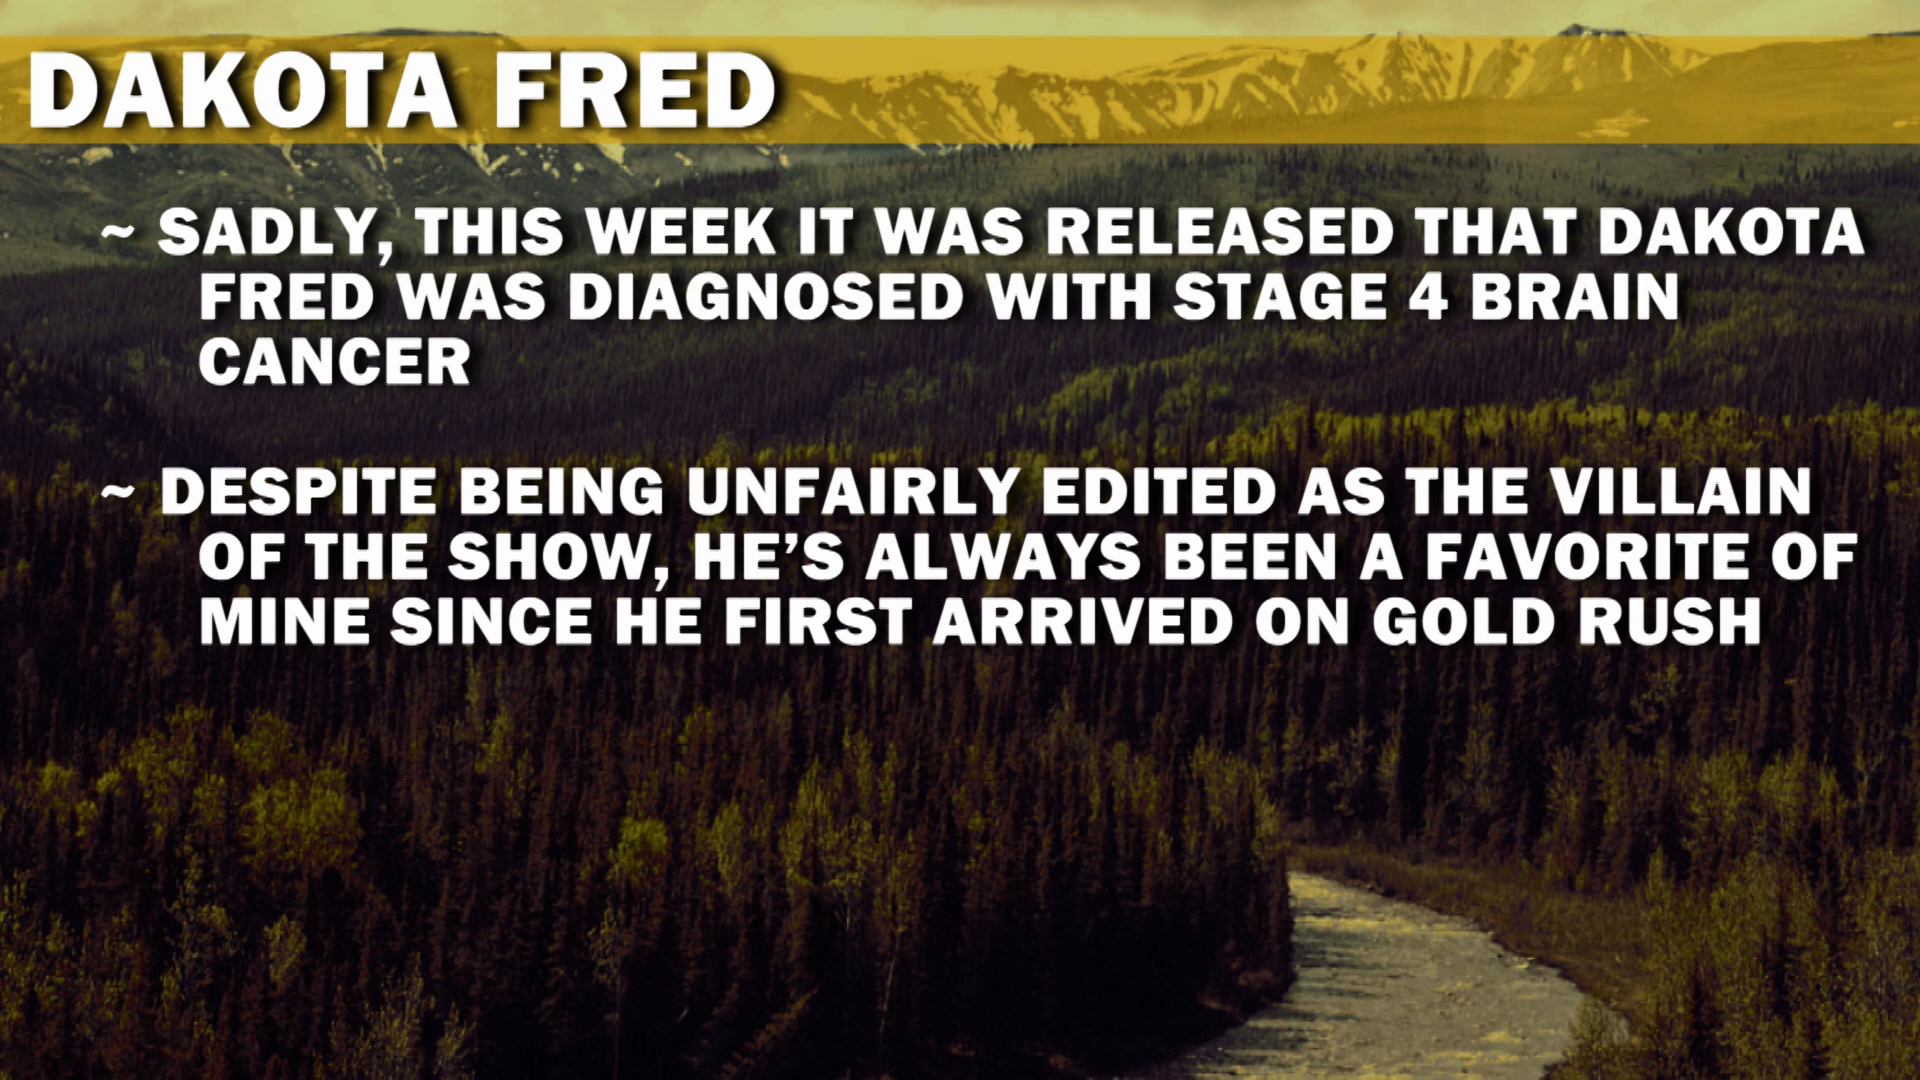 DAKOTA FRED
~ SADLY, THIS WEEK IT WAS RELEASED THAT DAKOTA
FRED WAS DIAGNOSED WITH STAGE 4 BRAIN
CANCER
~ DESPITE BEING UNFAIRLY EDITED AS THE VILLAIN
OF THE SHOW, HE’S ALWAYS BEEN A FAVORITE OF
MINE SINCE HE FIRST ARRIVED ON GOLD RUSH